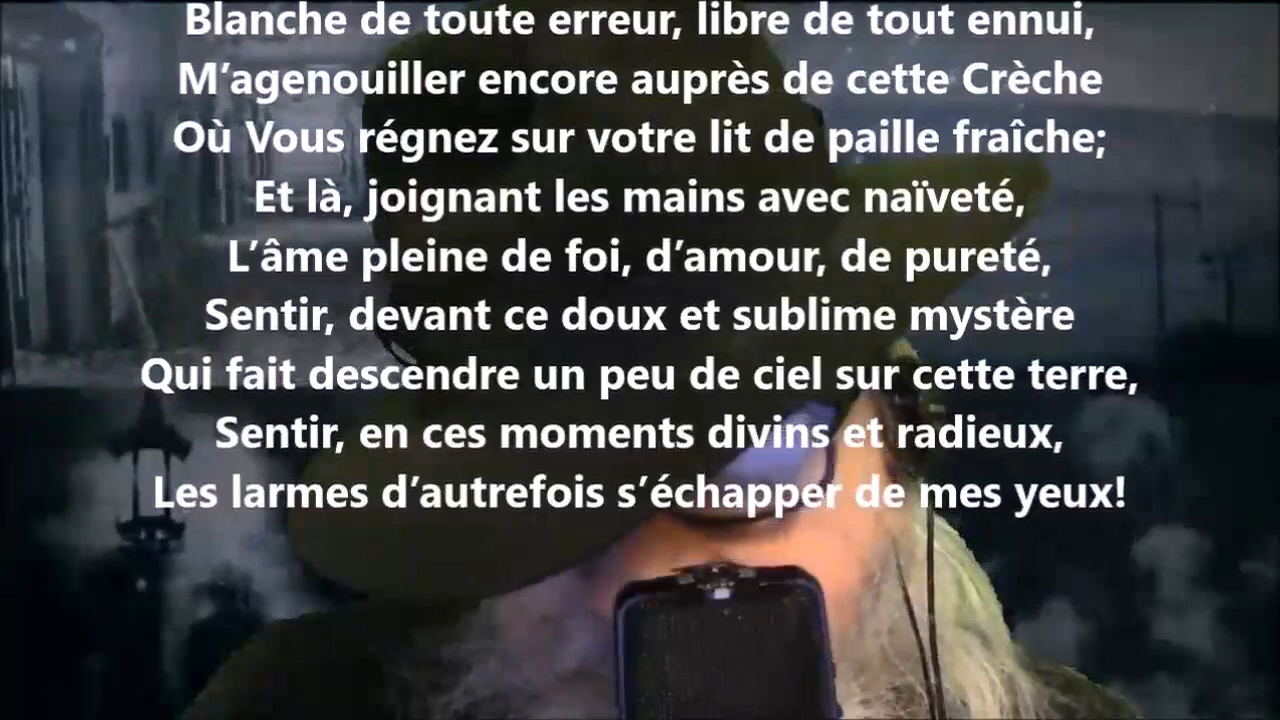 Blanche de toute erreur, libre de tout ennui,
M’agenouiller encore auprès de cette Crèche
Où Vous régnez sur votre lit de paille fraîche;
Et là, joignant les mains avec naïveté,
L’âme pleine de foi, d’amour, de pureté,
Sentir, devant ce doux et sublime mystère
Qui fait descendre un peu de ciel sur cette terre,
Sentir, en ces moments divins et radieux,
Les larmes d’autrefois s’échapper de mes yeux!